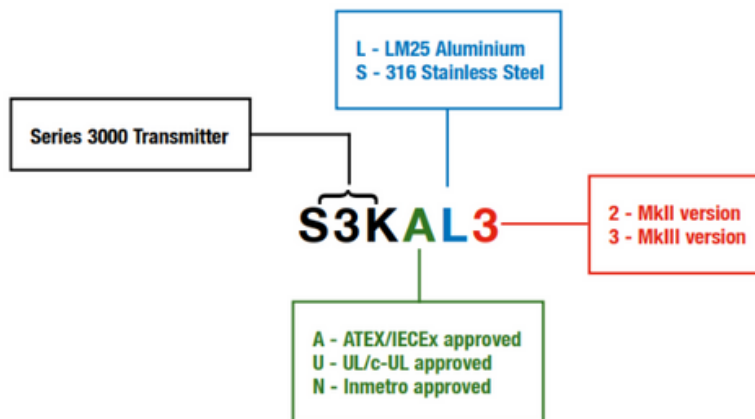 L - LM25 Aluminium
S - 316 Stainless Steel
Series 3000 Transmitter
S3KAL3
2 - MkII version
3 - MkIII version
A - ATEX/IECEx approved
U - UL/c-UL approved
N - Inmetro approved